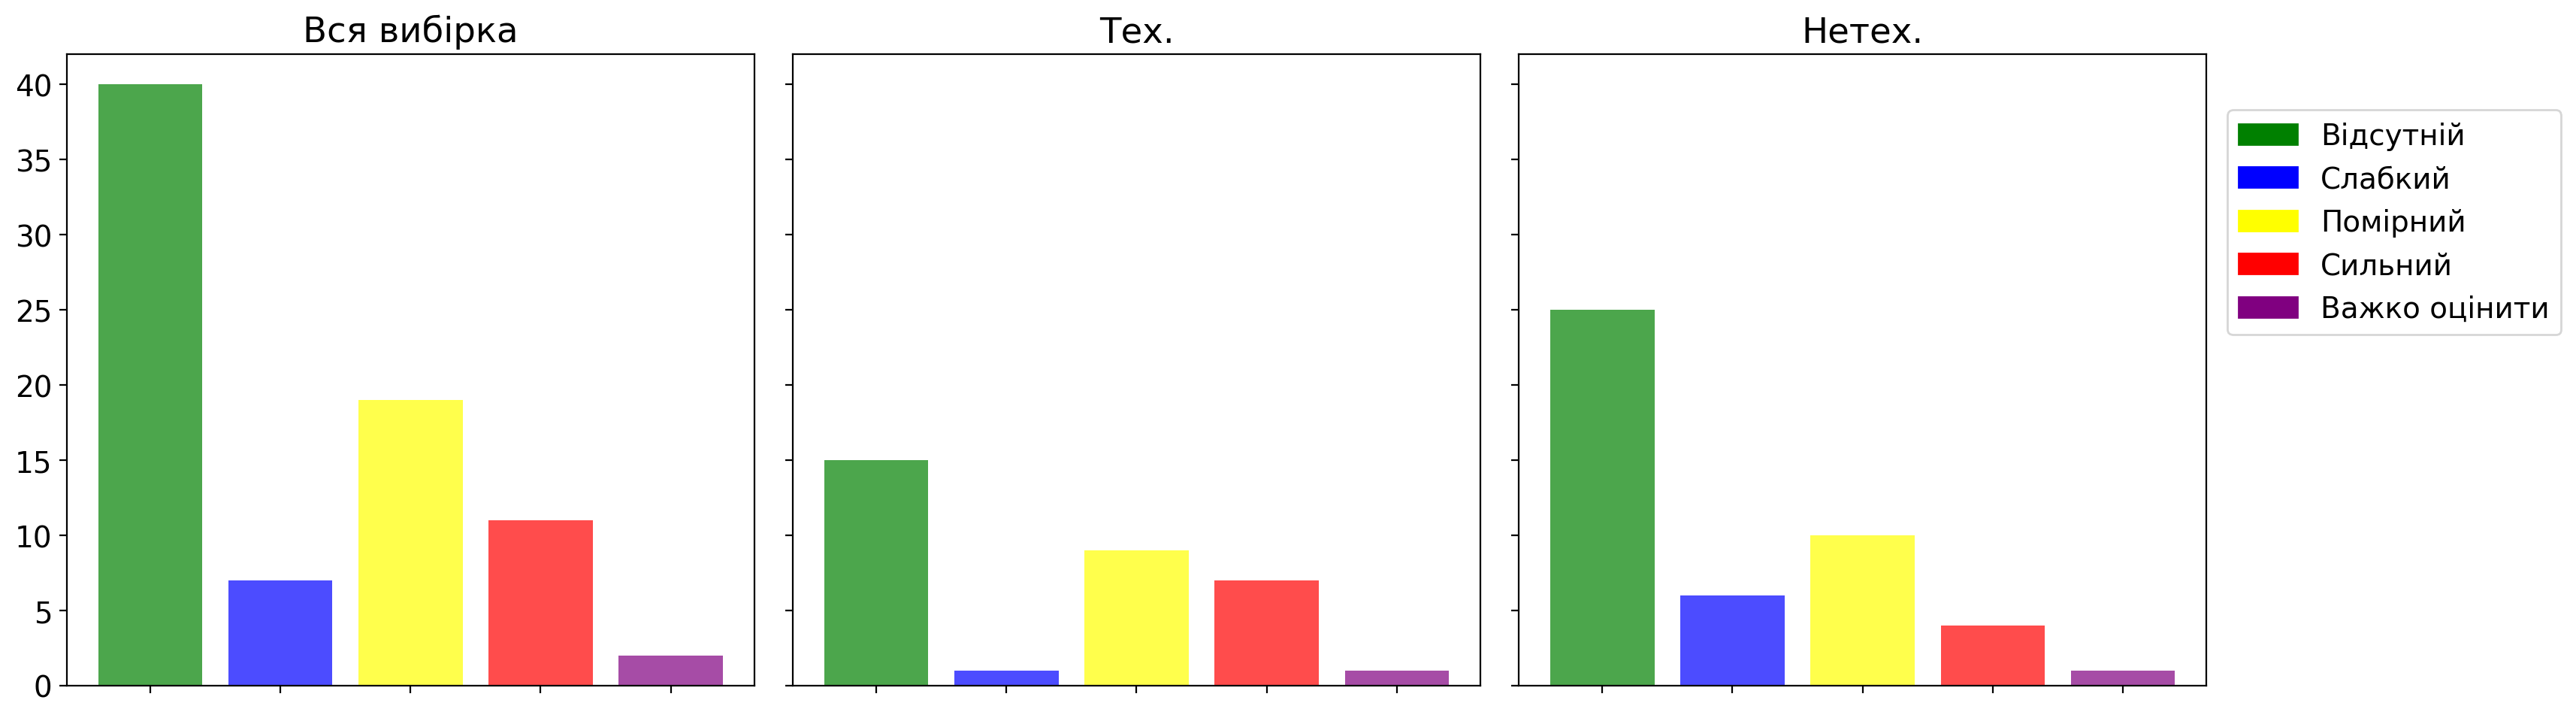 Вся вибірка
Тех.
Нетех.
40
35
30
25
20
15
10
5
0
Відсутній
Слабкий
Помірний
Сильний
Важко оцінити